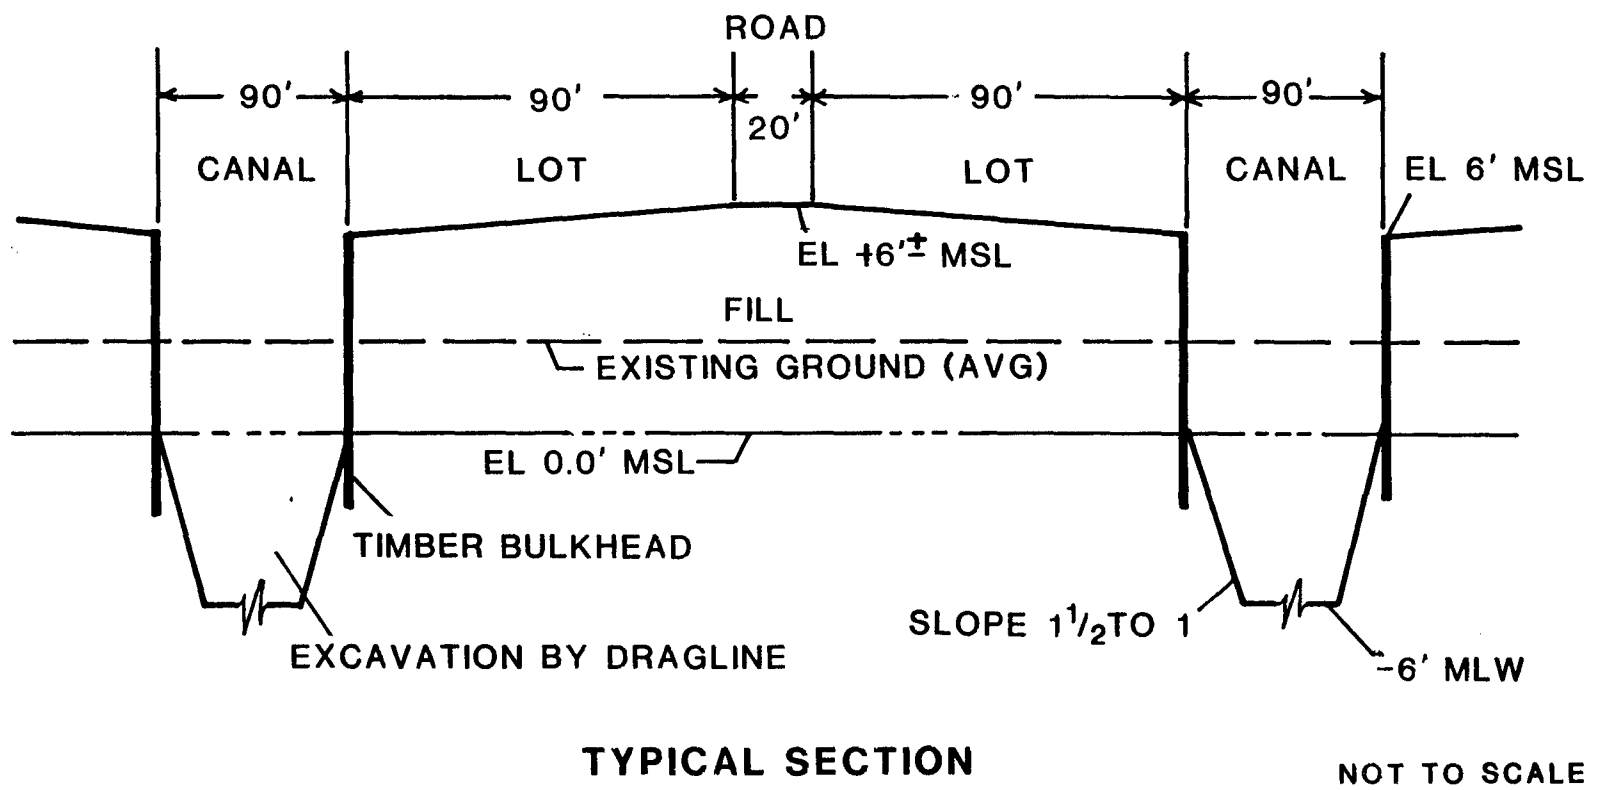 ROAD
90' 90' 20' 90' 90'
CANAL LOT LOT CANAL EL 6' MSL
EL +6'± MSL
FILL
EXISTING GROUND (AVG)
EL 0.0' MSL
TIMBER BULKHEAD
SLOPE 1 1/2 TO 1
EXCAVATION BY DRAGLINE
-6' MLW
TYPICAL SECTION
NOT TO SCALE